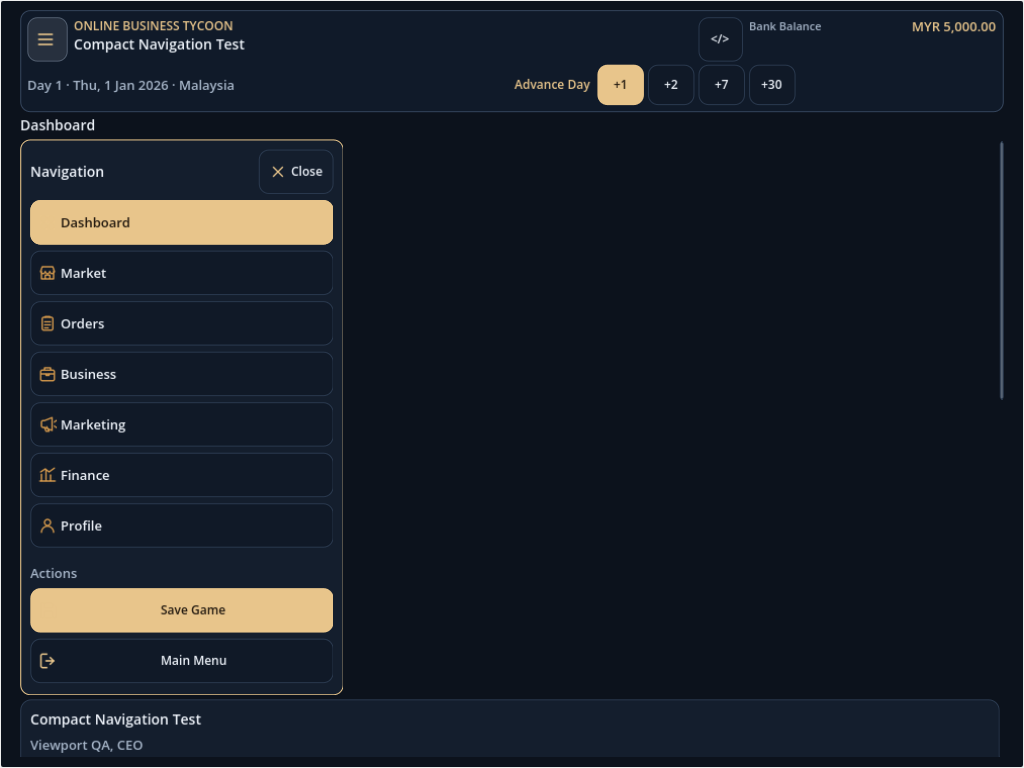 ONLINE BUSINESS TYCOON
Compact Navigation Test
</>
Bank Balance
MYR 5,000.00
Day 1 · Thu, 1 Jan 2026 · Malaysia
Advance Day
+1
+2
+7
+30
Dashboard
Navigation
Close
Dashboard
Market
Orders
Business
Marketing
Finance
Profile
Actions
Save Game
Main Menu
Compact Navigation Test
Viewport QA, CEO